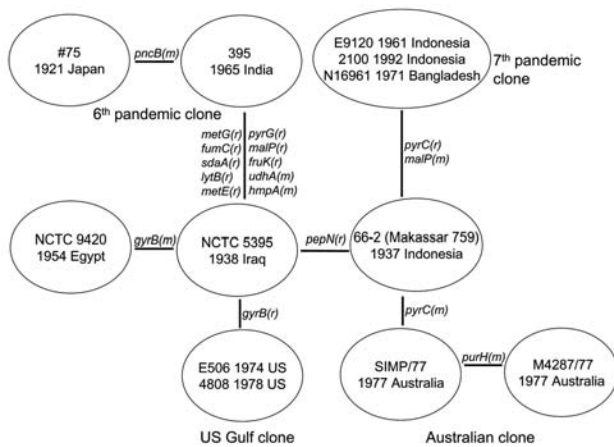 #75
1921 Japan
pncB(m)
395
1965 India
6th pandemic clone
E9120 1961 Indonesia
2100 1992 Indonesia
N16961 1971 Bangladesh
7th pandemic
clone
metG(r) pyrG(r)
fumC(r) malP(r)
sdaA(r) fruK(r)
lytB(r) udhA(m)
metE(r) hmpA(m)
pyrC(r)
malP(m)
NCTC 9420
1954 Egypt
gyrB(m)
NCTC 5395
1938 Iraq
pepN(r)
66-2 (Makassar 759)
1937 Indonesia
gyrB(r)
pyrC(m)
E506 1974 US
4808 1978 US
US Gulf clone
SIMP/77
1977 Australia
purH(m)
M4287/77
1977 Australia
Australian clone